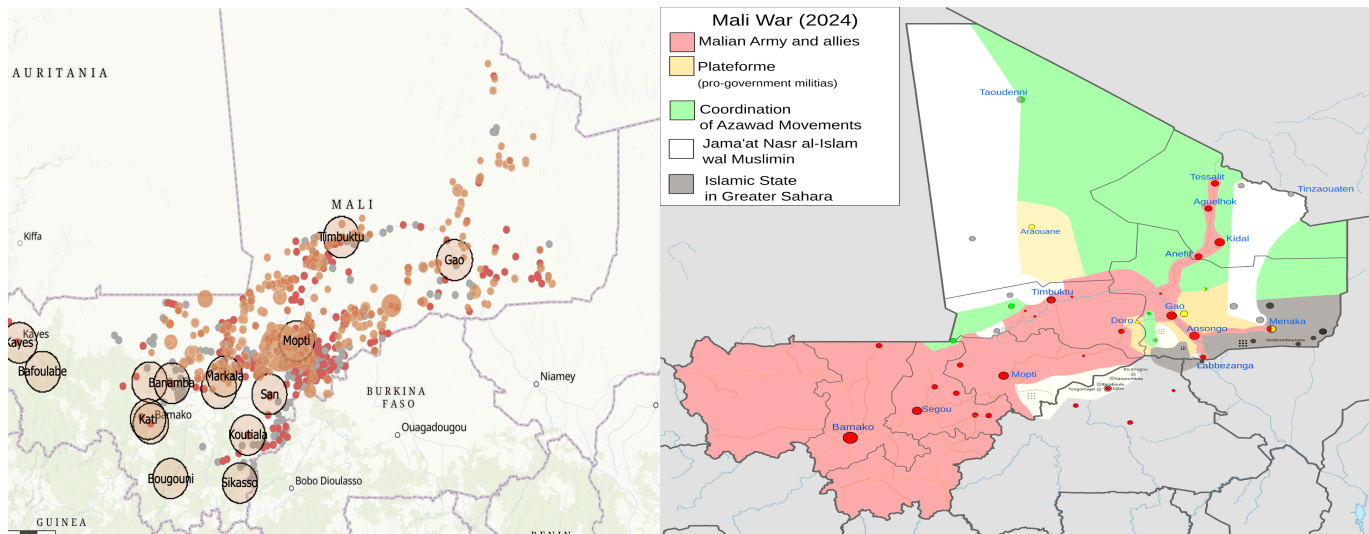 AURITANIA
MALI
Kiffa
Timbuktu
Gao
Kayes
Kayes
Bafoulabe
Mopti
Banamba
Markala
San
Niamey
BURKINA
FASO
Kati
Bamako
Koutiala
Ouagadougou
Bougouni
Sikasso
Bobo Dioulasso
GUINEA
BENIN
Mali War (2024)
Malian Army and allies
Plateforme
(pro-government militias)
Coordination
of Azawad Movements
Jama'at Nasr al-Islam
wal Muslimin
Islamic State
in Greater Sahara
Taoudenni
Tessalit
Tinzaouaten
Aguelhok
Araouane
Kidal
Anefif
Timbuktu
Gao
Doro
Ansongo
Menaka
Labbezanga
Mopti
Segou
Bamako